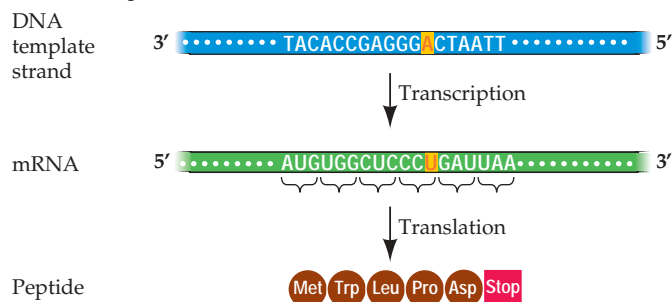 DNA
template
strand
3′ TACACCGAGGGACTAATT 5′
Transcription
mRNA 5′ AUGUGGCUCCCUGAUUAA 3′
Translation
Peptide Met Trp Leu Pro Asp Stop